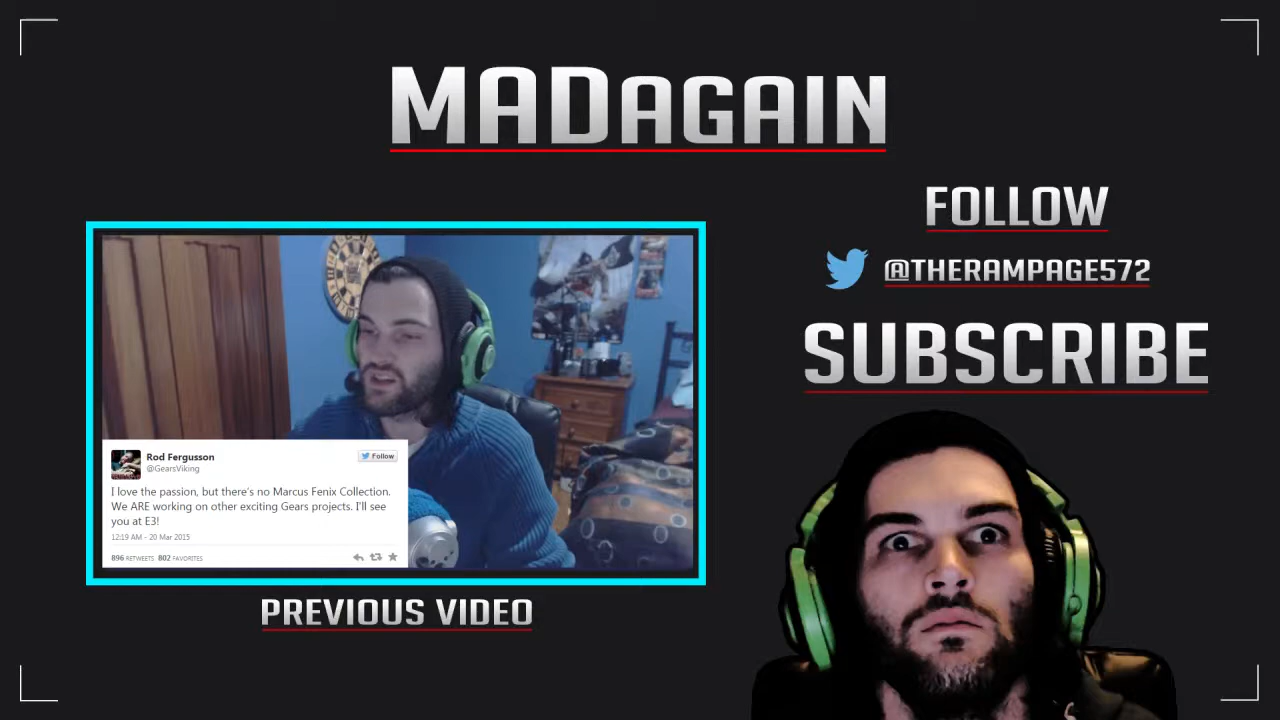 MADAGAIN
FOLLOW
@THERAMPAGE572
SUBSCRIBE
Rod Fergusson
@GearsViking
Follow
I love the passion, but there's no Marcus Fenix Collection.
We ARE working on other exciting Gears projects. I'll see
you at E3!
12:19 AM - 20 Mar 2015
896 RETWEETS 802 FAVORITES
PREVIOUS VIDEO